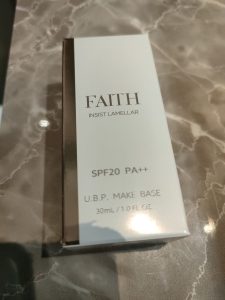 FAITH
INSIST LAMELLAR
SPF20 PA++
U.B.P. MAKE BASE
30mL / 1.0 FL. OZ